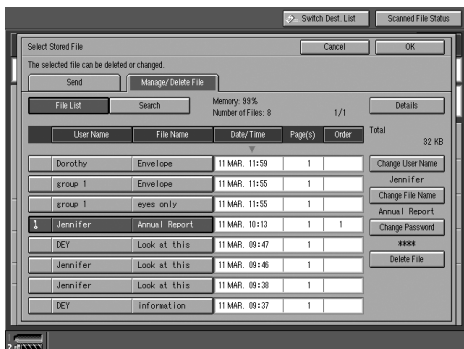 Switch Dest. List Scanned File Status
Select Stored File Cancel OK
The selected file can be deleted or changed.
Send Manage/Delete File
File List Search Memory: 99% Details
Number of Files: 8 1/1
User Name File Name Date/Time Page(s) Order Total
32 KB
Dorothy Envelope 11 MAR. 11:59 1 Change User Name
group 1 Envelope 11 MAR. 11:55 1 Jennifer
group 1 eyes only 11 MAR. 11:55 1 Change File Name
Annual Report
1 Jennifer Annual Report 11 MAR. 10:13 1 1 Change Password
DEY Look at this 11 MAR. 09:47 1 ****
Jennifer Look at this 11 MAR. 09:46 1 Delete File
Jennifer Look at this 11 MAR. 09:38 1
DEY information 11 MAR. 09:37 1